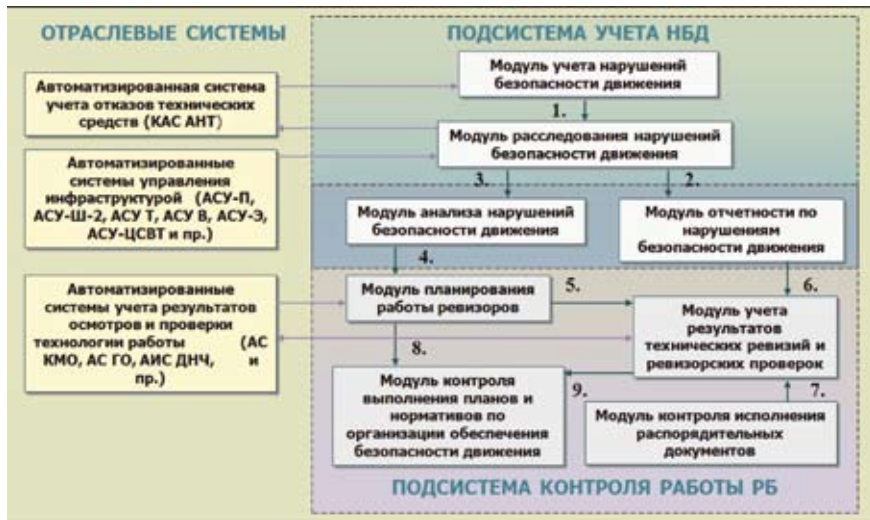 ОТРАСЛЕВЫЕ СИСТЕМЫ
Автоматизированная система
учета отказов технических
средств (КАС АНТ)
Автоматизированные
системы управления
инфраструктурой (АСУ-П,
АСУ-Ш-2, АСУ Т, АСУ В, АСУ-Э,
АСУ-ЦСВТ и пр.)
Автоматизированные
системы учета результатов
осмотров и проверки
технологии работы (АС
КМО, АС ГО, АИС ДНЧ, и
пр.)
ПОДСИСТЕМА УЧЕТА НБД
Модуль учета нарушений
безопасности движения
1.
Модуль расследования нарушений
безопасности движения
3.
2.
Модуль анализа нарушений
безопасности движения
Модуль отчетности по
нарушениям
безопасности движения
4.
6.
Модуль планирования
работы ревизоров
5.
Модуль учета
результатов
технических ревизий и
ревизорских проверок
8.
9.
7.
Модуль контроля
выполнения планов и
нормативов по
организации обеспечения
безопасности движения
Модуль контроля исполнения
распорядительных
документов
ПОДСИСТЕМА КОНТРОЛЯ РАБОТЫ РБ